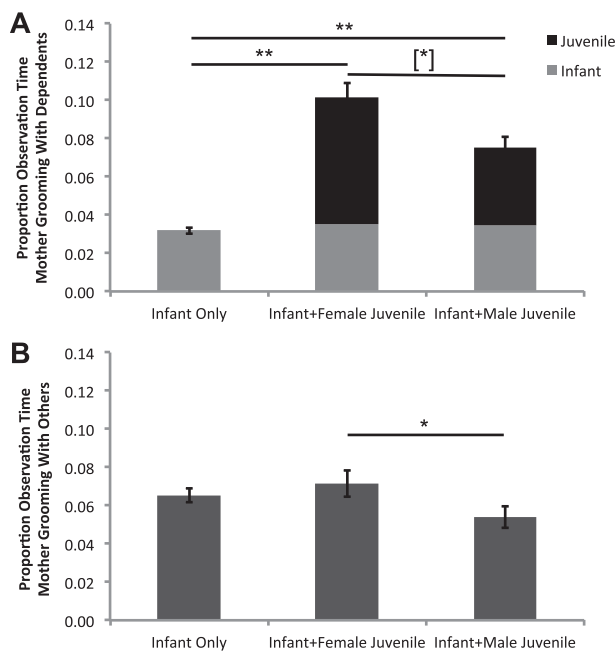 A
Proportion Observation Time
Mother Grooming With Dependents
0.14
0.12
0.10
0.08
0.06
0.04
0.02
0.00
**
**
[*]
Juvenile
Infant
Infant Only
Infant+Female Juvenile
Infant+Male Juvenile
B
Proportion Observation Time
Mother Grooming With Others
0.14
0.12
0.10
0.08
0.06
0.04
0.02
0.00
*
Infant Only
Infant+Female Juvenile
Infant+Male Juvenile